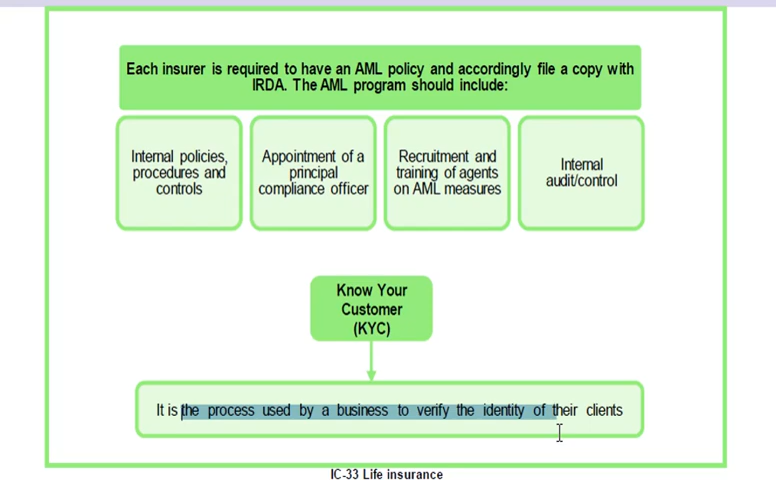 Each insurer is required to have an AML policy and accordingly file a copy with
IRDA. The AML program should include:
Internal policies,
procedures and
controls
Appointment of a
principal
compliance officer
Recruitment and
training of agents
on AML measures
Internal
audit/control
Know Your
Customer
(KYC)
It is the process used by a business to verify the identity of their clients
IC-33 Life insurance